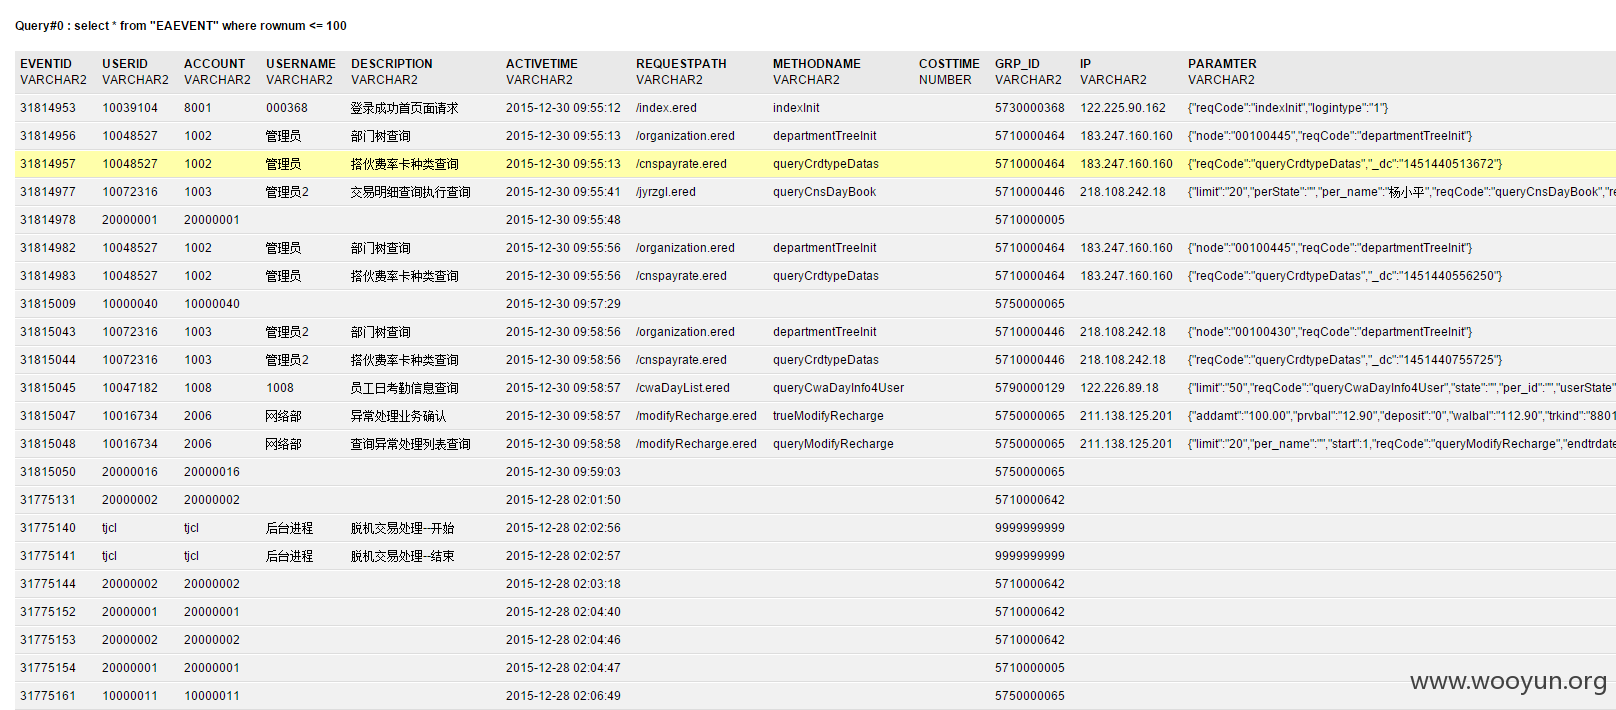 Query#0 : select * from "EAEVENT" where rownum <= 100
EVENTID USERID ACCOUNT USERNAME DESCRIPTION ACTIVETIME REQUESTPATH METHODNAME COSTTIME GRP_ID IP PARAMTER
VARCHAR2 VARCHAR2 VARCHAR2 VARCHAR2 VARCHAR2 VARCHAR2 VARCHAR2 VARCHAR2 NUMBER VARCHAR2 VARCHAR2 VARCHAR2
31814953 10039104 8001 000368 登录成功首页面请求 2015-12-30 09:55:12 /index.ered indexInit 5730000368 122.225.90.162 {"reqCode":"indexInit","logintype":"1"}
31814956 10048527 1002 管理员 部门树查询 2015-12-30 09:55:13 /organization.ered departmentTreeInit 5710000464 183.247.160.160 {"node":"00100445","reqCode":"departmentTreeInit"}
31814957 10048527 1002 管理员 搭伙费率卡种类查询 2015-12-30 09:55:13 /cnspayrate.ered queryCrdtypeDatas 5710000464 183.247.160.160 {"reqCode":"queryCrdtypeDatas","_dc":"1451440513672"}
31814977 10072316 1003 管理员2 交易明细查询执行查询 2015-12-30 09:55:41 /jyrzgl.ered queryCnsDayBook 5710000446 218.108.242.18 {"limit":"20","perState":"","per_name":"杨小平","reqCode":"queryCnsDayBook","re
31814978 20000001 20000001 2015-12-30 09:55:48 5710000005
31814982 10048527 1002 管理员 部门树查询 2015-12-30 09:55:56 /organization.ered departmentTreeInit 5710000464 183.247.160.160 {"node":"00100445","reqCode":"departmentTreeInit"}
31814983 10048527 1002 管理员 搭伙费率卡种类查询 2015-12-30 09:55:56 /cnspayrate.ered queryCrdtypeDatas 5710000464 183.247.160.160 {"reqCode":"queryCrdtypeDatas","_dc":"1451440556250"}
31815009 10000040 10000040 2015-12-30 09:57:29 5750000065
31815043 10072316 1003 管理员2 部门树查询 2015-12-30 09:58:56 /organization.ered departmentTreeInit 5710000446 218.108.242.18 {"node":"00100430","reqCode":"departmentTreeInit"}
31815044 10072316 1003 管理员2 搭伙费率卡种类查询 2015-12-30 09:58:56 /cnspayrate.ered queryCrdtypeDatas 5710000446 218.108.242.18 {"reqCode":"queryCrdtypeDatas","_dc":"1451440755725"}
31815045 10047182 1008 1008 员工日考勤信息查询 2015-12-30 09:58:57 /cwaDayList.ered queryCwaDayInfo4User 5790000129 122.226.89.18 {"limit":"50","reqCode":"queryCwaDayInfo4User","state":"","per_id":"","userState"
31815047 10016734 2006 网络部 异常处理业务确认 2015-12-30 09:58:57 /modifyRecharge.ered trueModifyRecharge 5750000065 211.138.125.201 {"addamt":"100.00","prvbal":"12.90","deposit":"0","walbal":"112.90","trkind":"8801
31815048 10016734 2006 网络部 查询异常处理列表查询 2015-12-30 09:58:58 /modifyRecharge.ered queryModifyRecharge 5750000065 211.138.125.201 {"limit":"20","per_name":"","start":1,"reqCode":"queryModifyRecharge","endtrdate
31815050 20000016 20000016 2015-12-30 09:59:03 5750000065
31775131 20000002 20000002 2015-12-28 02:01:50 5710000642
31775140 tjcl tjcl 后台进程 脱机交易处理--开始 2015-12-28 02:02:56 9999999999
31775141 tjcl tjcl 后台进程 脱机交易处理--结束 2015-12-28 02:02:57 9999999999
31775144 20000002 20000002 2015-12-28 02:03:18 5710000642
31775152 20000001 20000001 2015-12-28 02:04:40 5710000642
31775153 20000002 20000002 2015-12-28 02:04:46 5710000642
31775154 20000001 20000001 2015-12-28 02:04:47 5710000005
31775161 10000011 10000011 2015-12-28 02:06:49 5750000065
www.wooyun.org